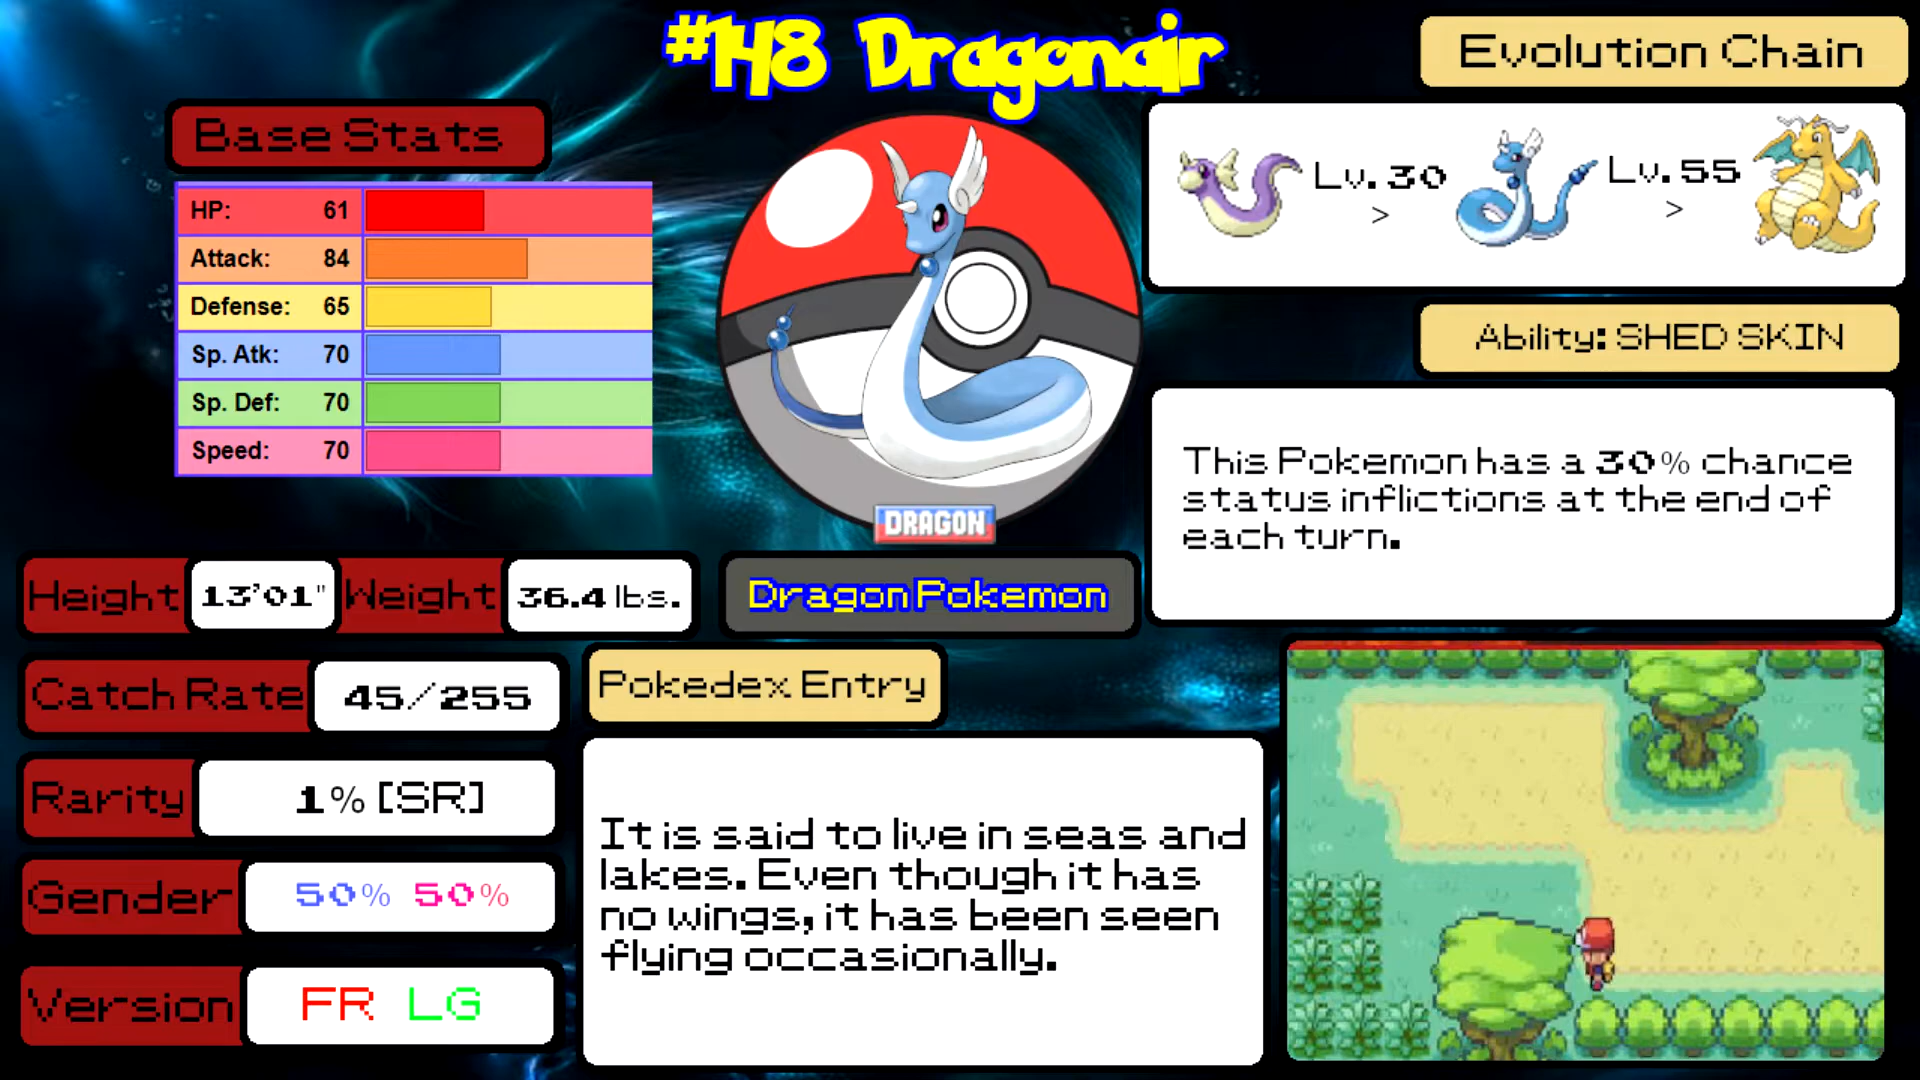 #148 Dragonair
Evolution Chain
Base Stats
HP: 61
Attack: 84
Defense: 65
Sp. Atk: 70
Sp. Def: 70
Speed: 70
Lv. 30
>
Lv. 55
>
Ability: SHED SKIN
This Pokemon has a 30% chance
status inflictions at the end of
each turn.
DRAGON
Height 13'01" Weight 36.4 lbs.
Dragon Pokemon
Catch Rate 45/255
Rarity 1% [SR]
Gender 50% 50%
Version FR LG
Pokedex Entry
It is said to live in seas and
lakes. Even though it has
no wings, it has been seen
flying occasionally.